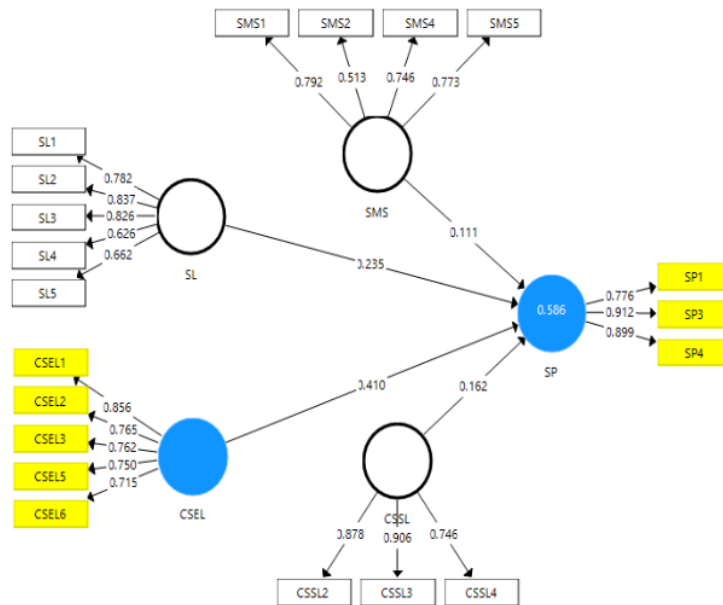 SMS1 SMS2 SMS4 SMS5
0.792 0.513 0.746 0.773
SMS
SL1
SL2
SL3
SL4
SL5
0.782
0.837
0.826
0.626
0.662
SL
0.111
0.235
0.410
0.162
0.586
SP
0.776
0.912
0.899
SP1
SP3
SP4
CSEL1
CSEL2
CSEL3
CSEL5
CSEL6
0.856
0.765
0.762
0.750
0.715
CSEL
CSSL
0.878 0.906 0.746
CSSL2 CSSL3 CSSL4